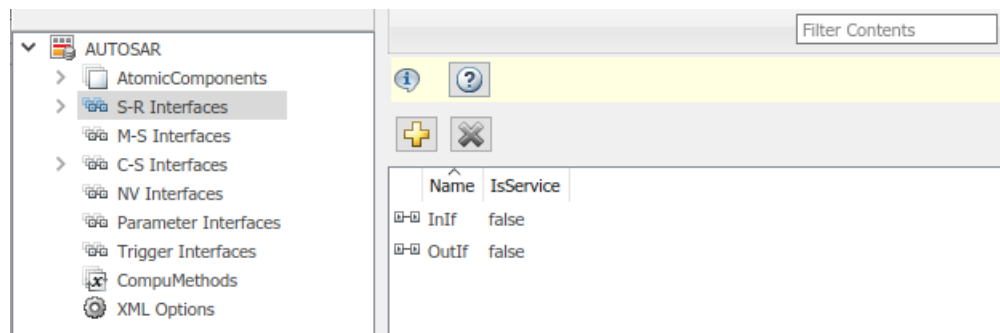 Filter Contents
AUTOSAR
AtomicComponents
S-R Interfaces
M-S Interfaces
C-S Interfaces
NV Interfaces
Parameter Interfaces
Trigger Interfaces
CompuMethods
XML Options
Name IsService
InIf false
OutIf false